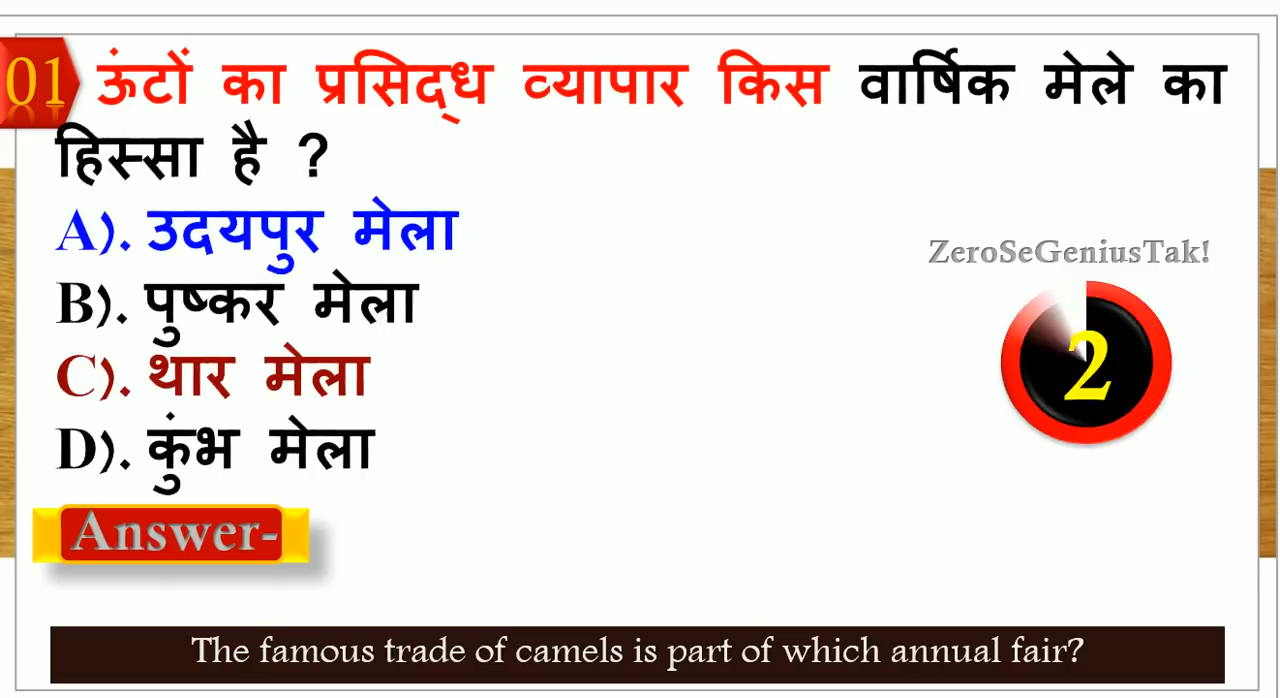 01 ऊंटों का प्रसिद्ध व्यापार किस वार्षिक मेले का
हिस्सा है ?
A). उदयपुर मेला
B). पुष्कर मेला
C). थार मेला
D). कुंभ मेला
ZeroSeGeniusTak!
2
Answer-
The famous trade of camels is part of which annual fair?